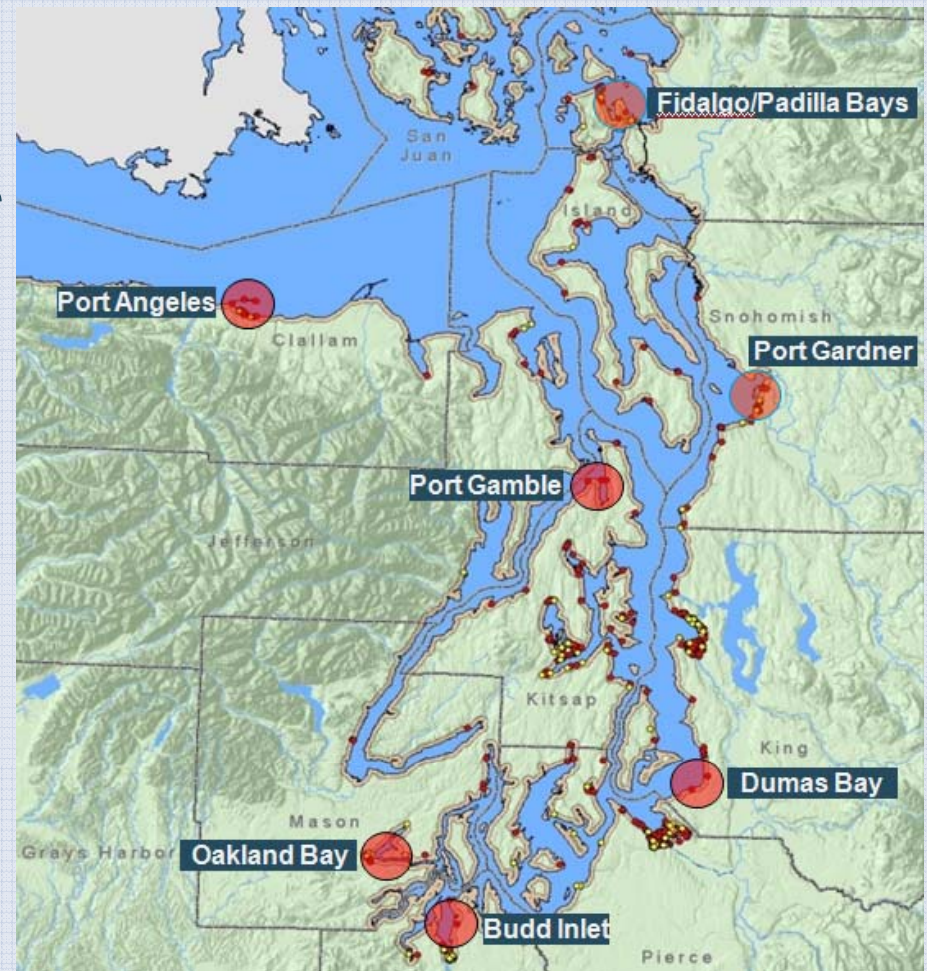 Fidalgo/Padilla Bays
San
Juan
Island
Port Angeles
Clallam
Snohomish
Port Gardner
Port Gamble
Jefferson
Kitsap
King
Dumas Bay
Mason
Grays Harbor
Oakland Bay
Budd Inlet
Pierce